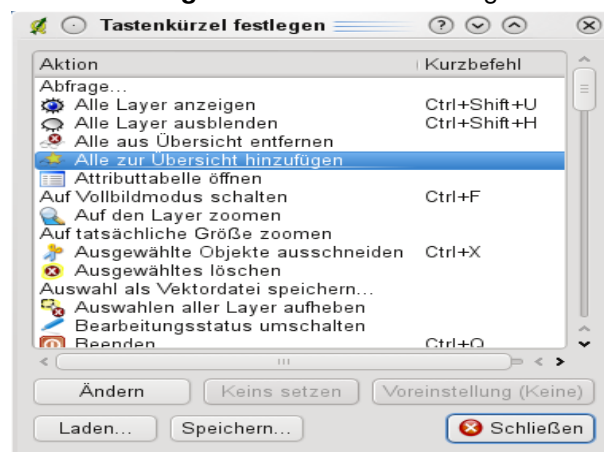 Tastenkürzel festlegen
Aktion Kurzbefehl
Abfrage...
Alle Layer anzeigen Ctrl+Shift+U
Alle Layer ausblenden Ctrl+Shift+H
Alle aus Übersicht entfernen
Alle zur Übersicht hinzufügen
Attributtabelle öffnen
Auf Vollbildmodus schalten Ctrl+F
Auf den Layer zoomen
Auf tatsächliche Größe zoomen
Ausgewählte Objekte ausschneiden Ctrl+X
Ausgewähltes löschen
Auswahl als Vektordatei speichern...
Auswahlen aller Layer aufheben
Bearbeitungsstatus umschalten
Beenden Ctrl+Q
Ändern Keins setzen Voreinstellung (Keine)
Laden... Speichern... Schließen